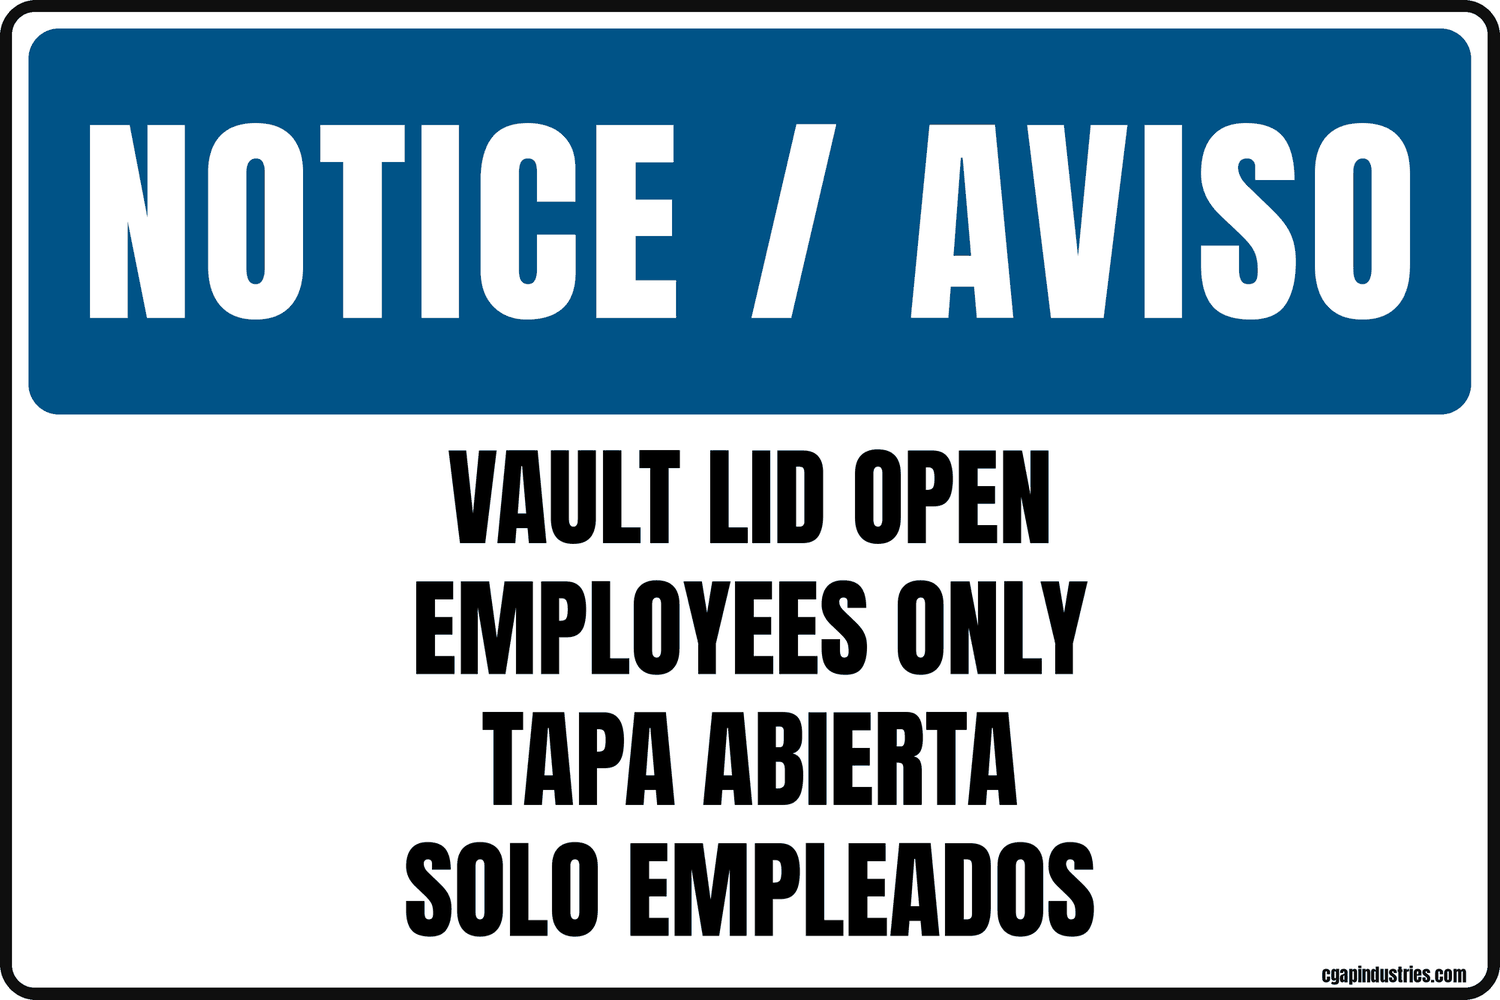 NOTICE / AVISO
VAULT LID OPEN
EMPLOYEES ONLY
TAPA ABIERTA
SOLO EMPLEADOS
cgapindustries.com